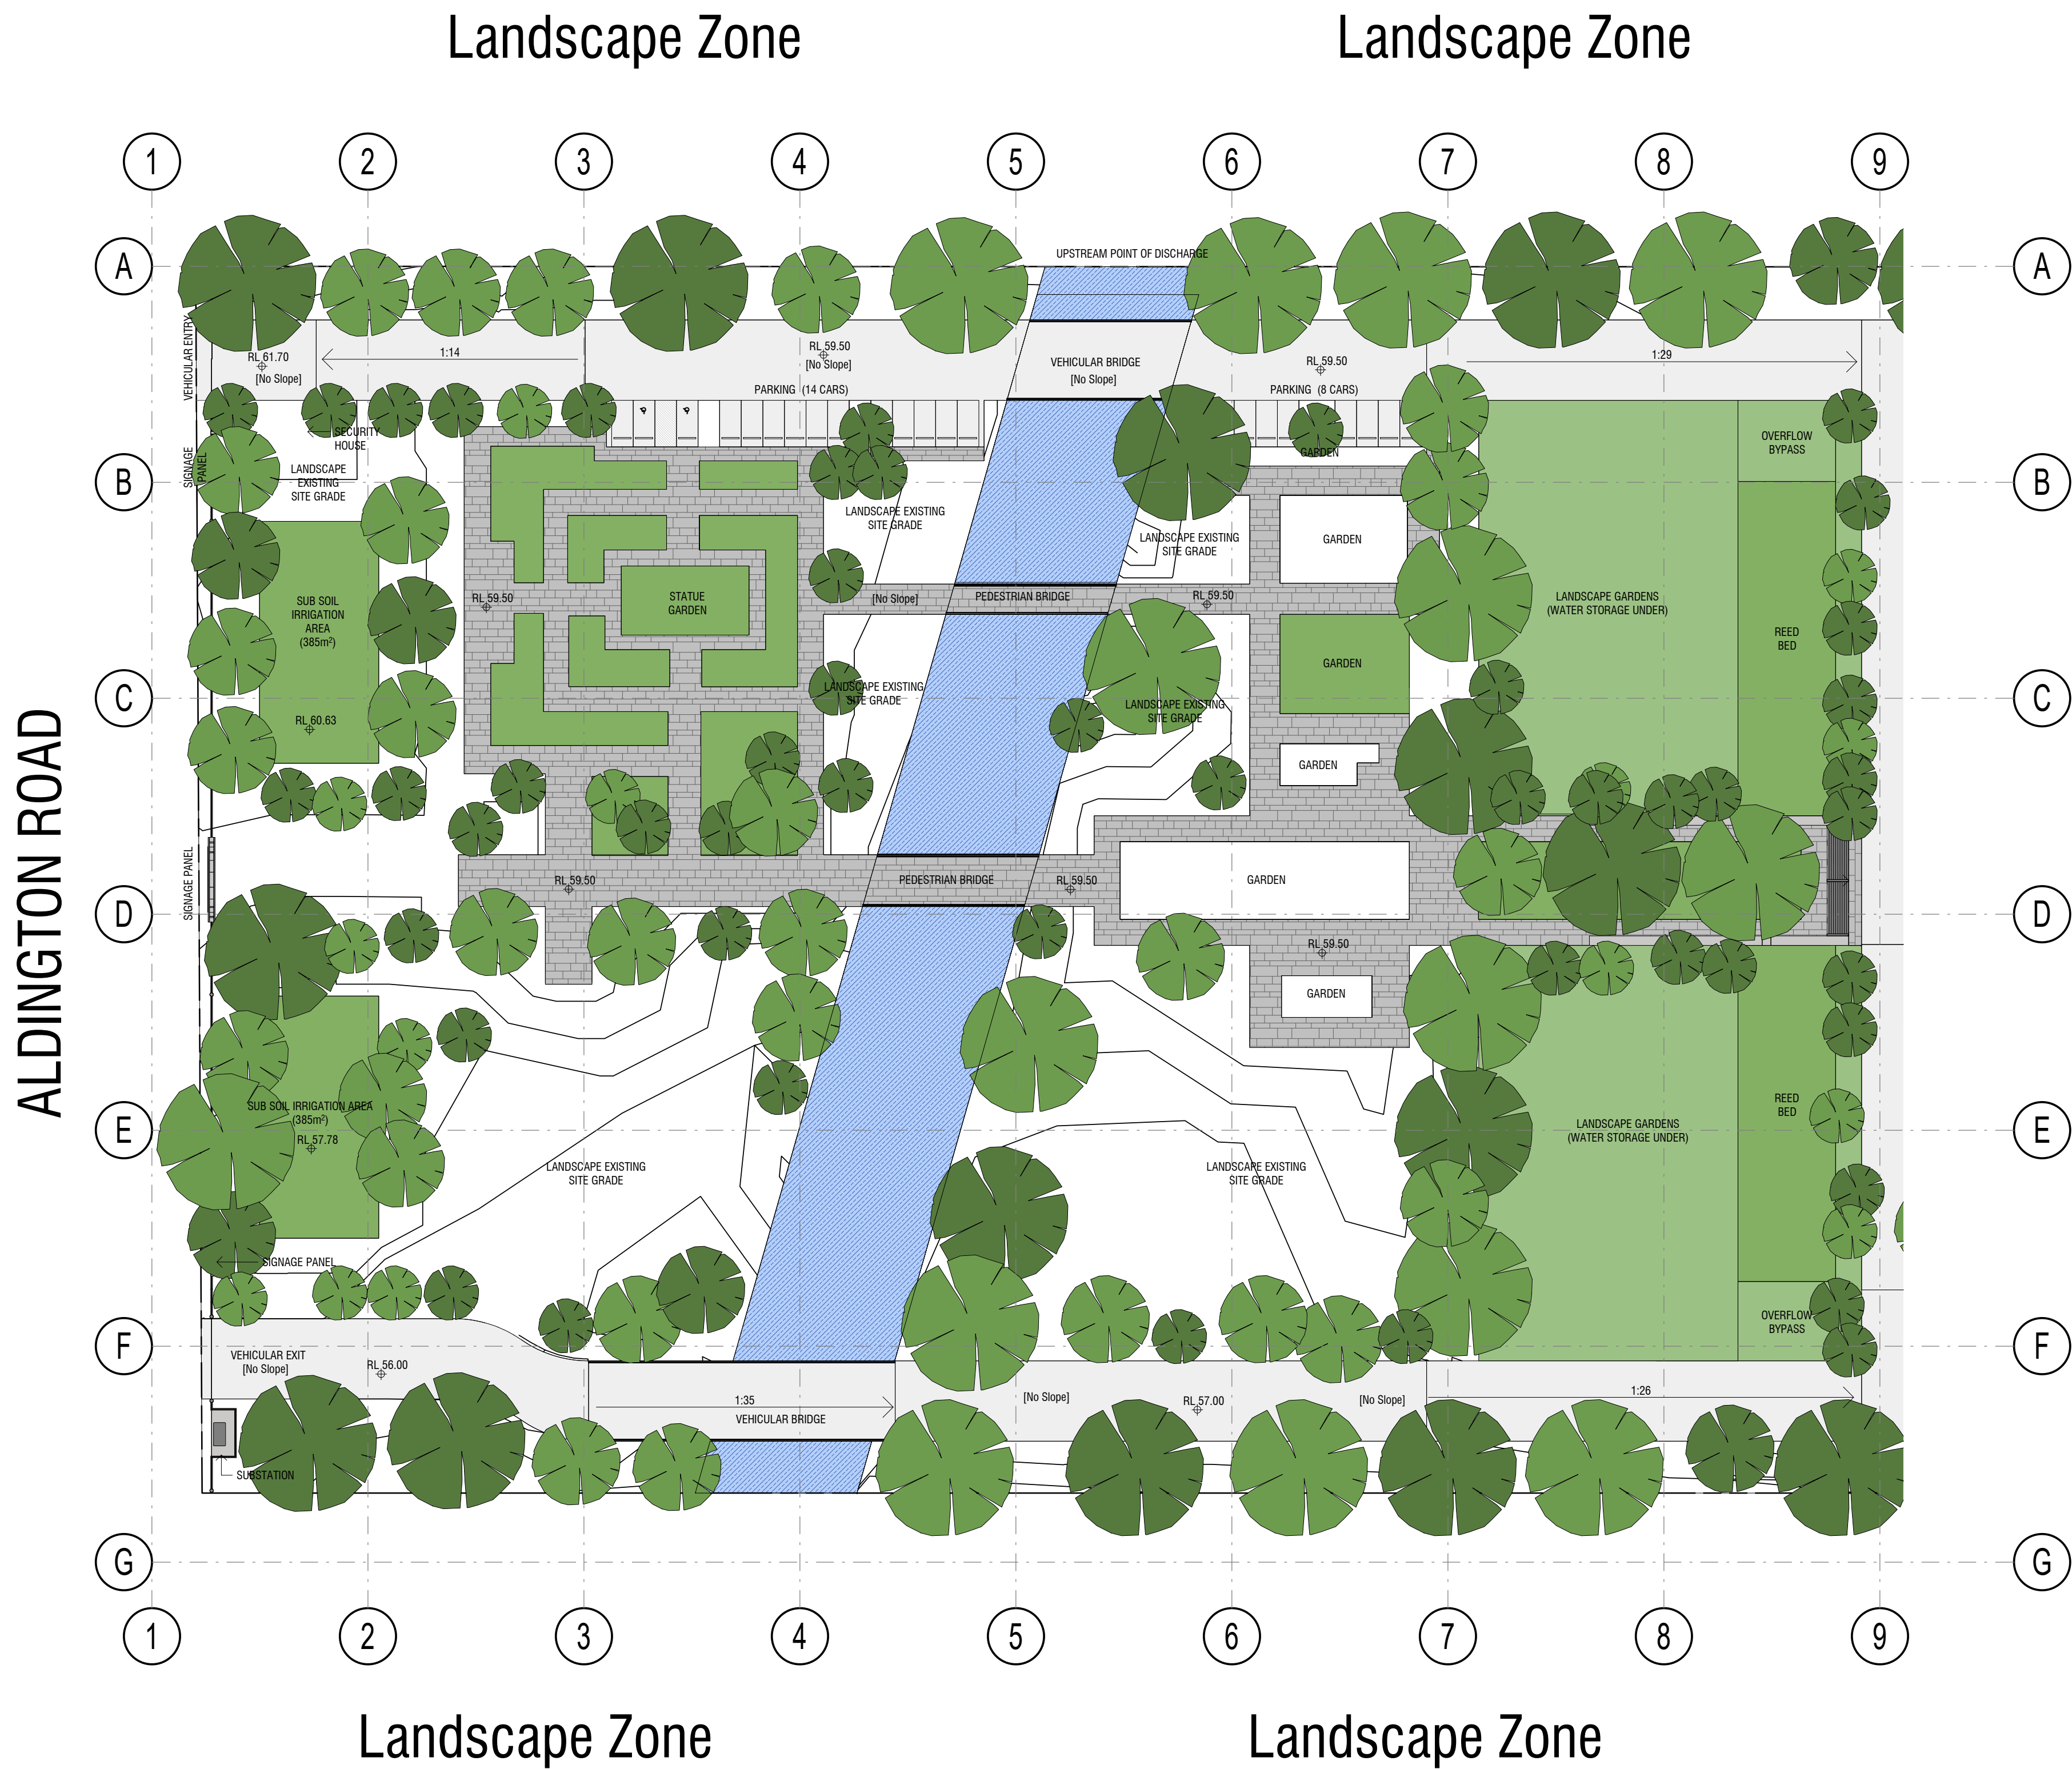 Landscape Zone
Landscape Zone
1
2
3
4
5
6
7
8
9
A
A
UPSTREAM POINT OF DISCHARGE
VEHICULAR ENTRY
RL 61.70
[No Slope]
1:14
RL 59.50
[No Slope]
PARKING (14 CARS)
VEHICULAR BRIDGE
[No Slope]
RL 59.50
PARKING (8 CARS)
1:29
SECURITY
HOUSE
SIGNAGE
PANEL
LANDSCAPE
EXISTING
SITE GRADE
GARDEN
OVERFLOW
BYPASS
B
B
LANDSCAPE EXISTING
SITE GRADE
LANDSCAPE EXISTING
SITE GRADE
GARDEN
SUB SOIL
IRRIGATION
AREA
(385m²)
RL 59.50
STATUE
GARDEN
[No Slope]
PEDESTRIAN BRIDGE
RL 59.50
LANDSCAPE GARDENS
(WATER STORAGE UNDER)
REED
BED
GARDEN
C
C
LANDSCAPE EXISTING
SITE GRADE
LANDSCAPE EXISTING
SITE GRADE
RL 60.63
GARDEN
ALDINGTON ROAD
SIGNAGE PANEL
RL 59.50
PEDESTRIAN BRIDGE
RL 59.50
GARDEN
D
D
RL 59.50
GARDEN
SUB SOIL IRRIGATION AREA
(385m²)
RL 57.78
E
E
LANDSCAPE GARDENS
(WATER STORAGE UNDER)
REED
BED
LANDSCAPE EXISTING
SITE GRADE
LANDSCAPE EXISTING
SITE GRADE
SIGNAGE PANEL
OVERFLOW
BYPASS
F
F
VEHICULAR EXIT
[No Slope]
RL 56.00
1:35
VEHICULAR BRIDGE
[No Slope]
RL 57.00
[No Slope]
1:26
SUBSTATION
G
G
1
2
3
4
5
6
7
8
9
Landscape Zone
Landscape Zone